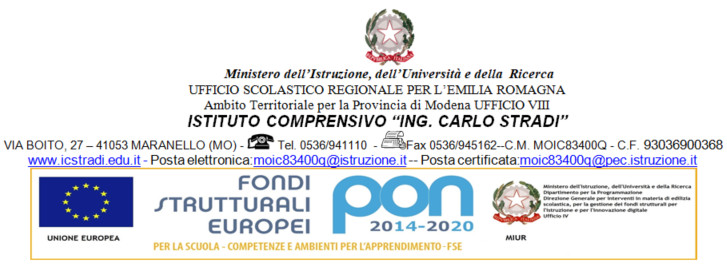 Ministero dell'Istruzione, dell'Università e della Ricerca
UFFICIO SCOLASTICO REGIONALE PER L'EMILIA ROMAGNA
Ambito Territoriale per la Provincia di Modena UFFICIO VIII
ISTITUTO COMPRENSIVO "ING. CARLO STRADI"
VIA BOITO, 27 – 41053 MARANELLO (MO) - Tel. 0536/941110 - Fax 0536/945162--C.M. MOIC83400Q - C.F. 93036900368
www.icstradi.edu.it - Posta elettronica:moic83400q@istruzione.it -- Posta certificata:moic83400q@pec.istruzione.it
UNIONE EUROPEA
FONDI
STRUTTURALI
EUROPEI
pon
2014-2020
PER LA SCUOLA - COMPETENZE E AMBIENTI PER L'APPRENDIMENTO-FSE
MIUR
Ministero dell'Istruzione, dell'Università e della Ricerca
Dipartimento per la Programmazione
Direzione Generale per interventi in materia di edilizia
scolastica, per la gestione dei fondi strutturali per
l'istruzione e per l'innovazione digitale
Ufficio IV